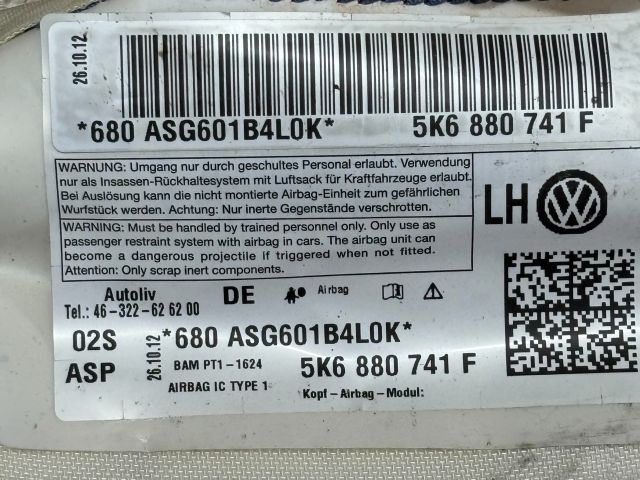 26.10.12
*680 ASG601B4L0K* 5K6 880 741 F
WARNUNG: Umgang nur durch geschultes Personal erlaubt. Verwendung
nur als Insassen-Rückhaltesystem mit Luftsack für Kraftfahrzeuge erlaubt.
Bei Auslösung kann die nicht montierte Airbag-Einheit zum gefährlichen
Wurfstück werden. Achtung: Nur inerte Gegenstände verschrotten.
WARNING: Must be handled by trained personnel only. Only use as
passenger restraint system with airbag in cars. The airbag unit can
become a dangerous projectile if triggered when not fitted.
Attention: Only scrap inert components.
LH
Autoliv DE Airbag
Tel.: 46-322-62 62 00
02S 26.10.12 *680 ASG601B4L0K*
ASP BAM PT1-1624 5K6 880 741 F
AIRBAG IC TYPE 1 Kopf-Airbag-Modul: